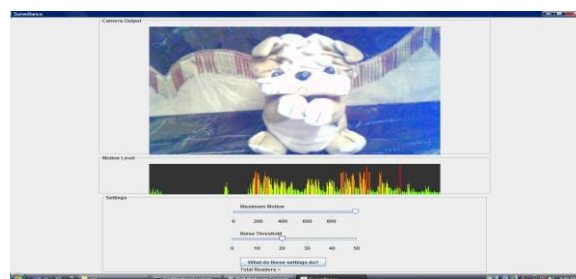 Surveillance
Camera Output
Motion Level
Settings
Maximum Motion
0 200 400 600 800
Noise Threshold
0 10 20 30 40 50
What do these settings do?
Total Readers =